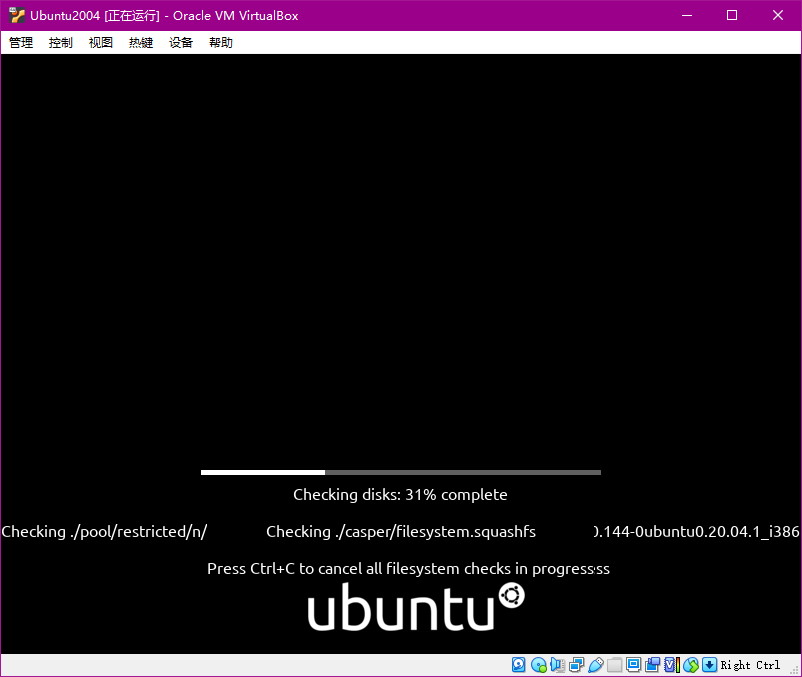 Ubuntu2004 [正在运行] - Oracle VM VirtualBox
管理 控制 视图 热键 设备 帮助
Checking disks: 31% complete
Checking ./pool/restricted/n/ Checking ./casper/filesystem.squashfs 0.144-0ubuntu0.20.04.1_i386
Press Ctrl+C to cancel all filesystem checks in progress
ubuntu
Right Ctrl